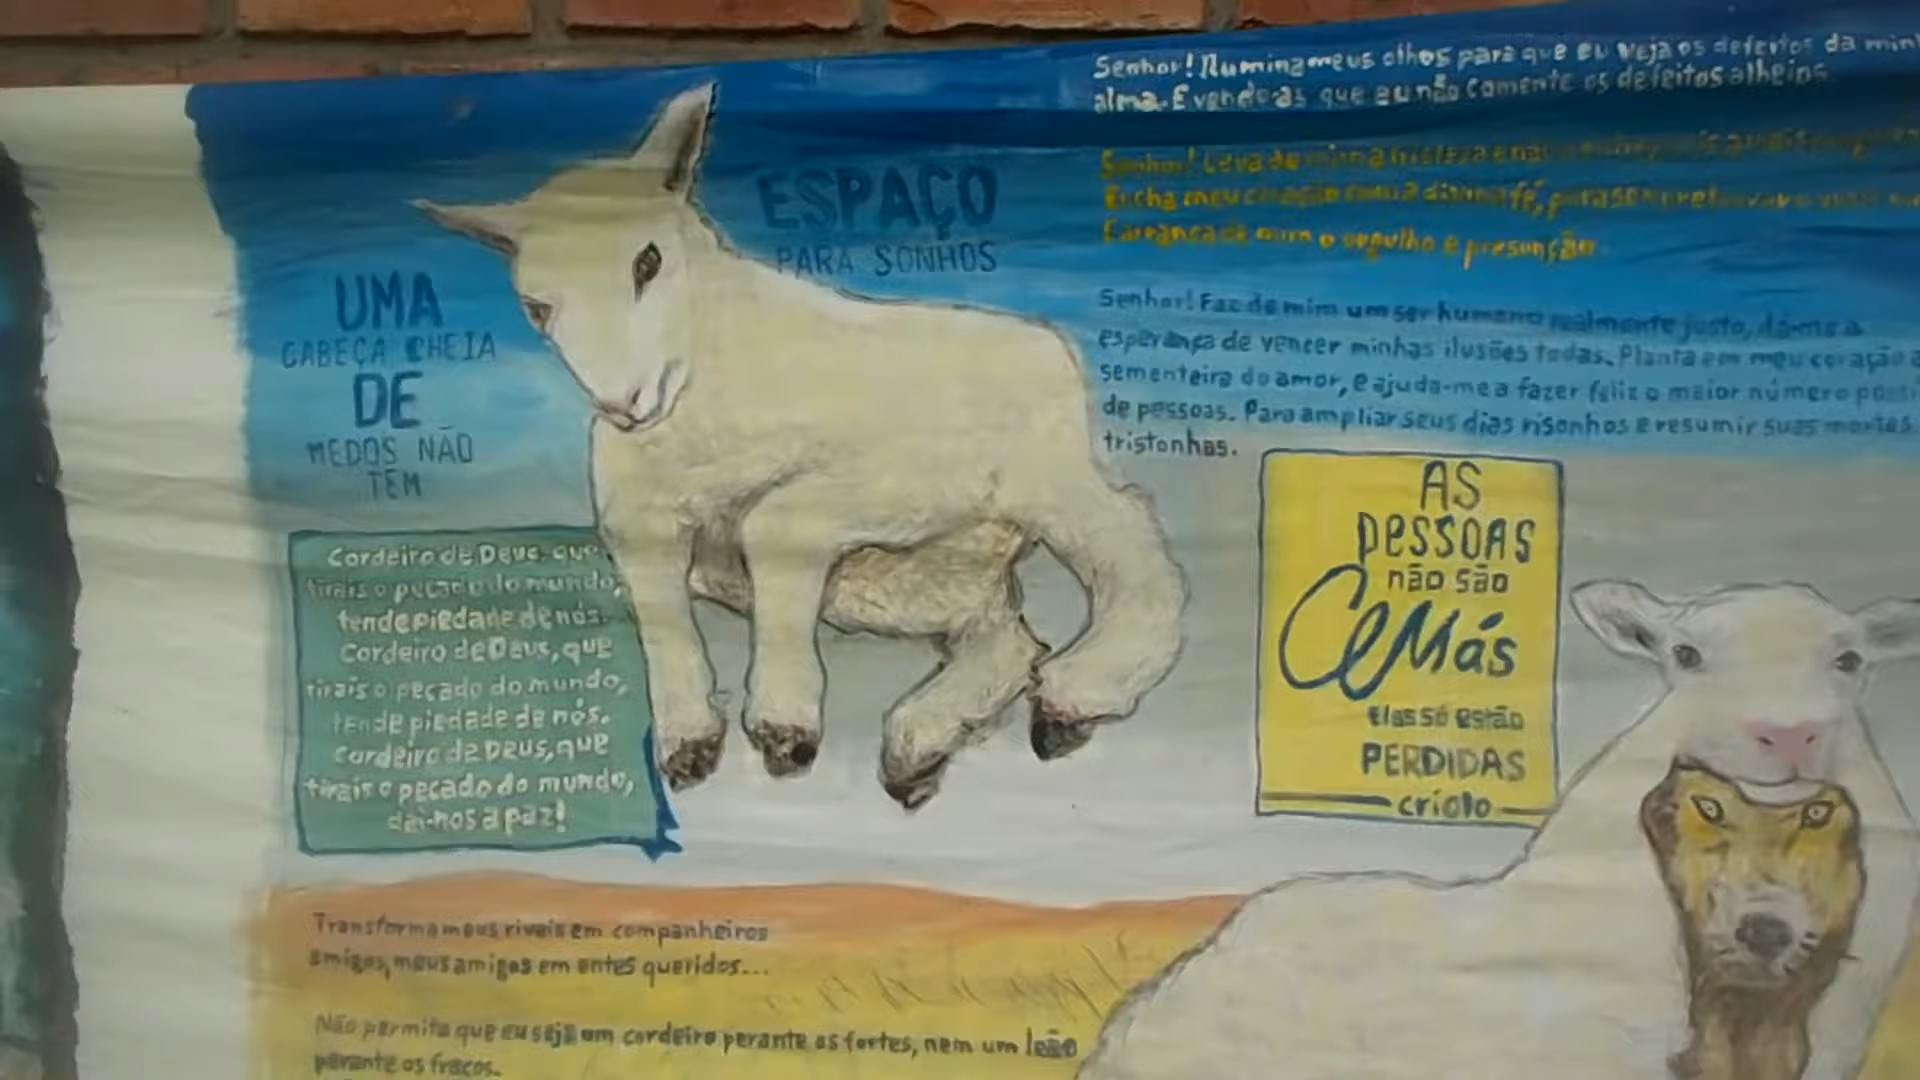 Senhor! Ilumina meus olhos para que eu veja os defeitos da
alma. E vendo-as que eu não comente os defeitos alheios.
Senhor! Leva de mim a tristeza e
Encha meu coração com a divina fé, para sempre
E arranca de mim o orgulho e presunção.
Senhor! Faz de mim um ser humano realmente justo, dá-me a
esperança de vencer minhas ilusões todas. Planta em meu coração a
sementeira do amor, e ajuda-me a fazer feliz o maior número
de pessoas. Para ampliar seus dias risonhos e resumir suas
tristonhas.
UMA
CABEÇA CHEIA
DE
MEDOS NÃO
TEM
ESPAÇO
PARA SONHOS
Cordeiro de Deus, que
tirais o pecado do mundo,
tende piedade de nós.
Cordeiro de Deus, que
tirais o pecado do mundo,
tende piedade de nós.
Cordeiro de Deus, que
tirais o pecado do mundo,
dai-nos a paz!
AS
PESSOAS
não são
Más
Elas só estão
PERDIDAS
criolo
Transforma meus rivais em companheiros
amigos, meus amigos em entes queridos...
Não permita que eu seja um cordeiro perante os fortes, nem um leão
perante os fracos.